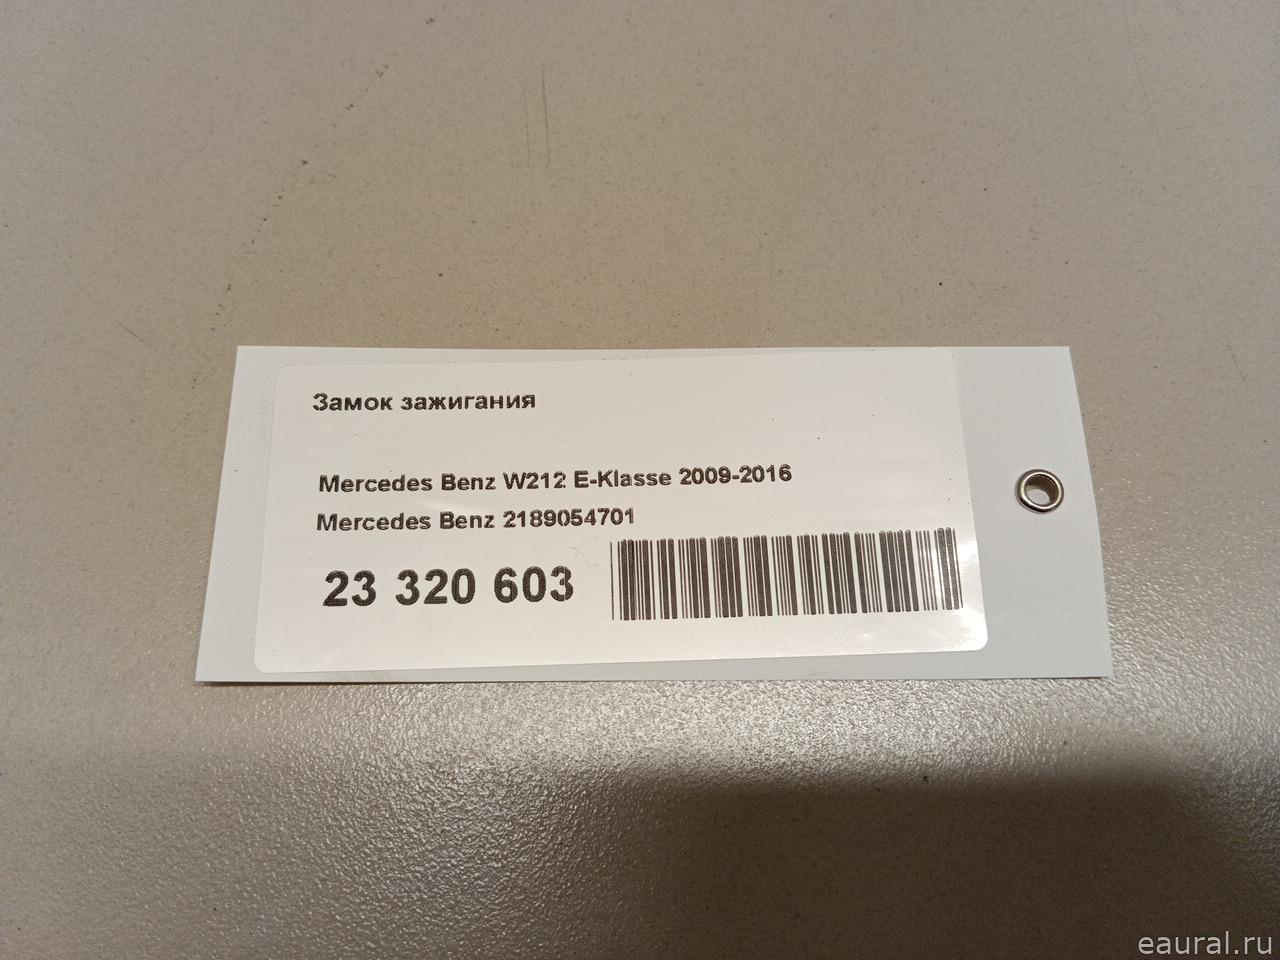 Замок зажигания
Mercedes Benz W212 E-Klasse 2009-2016
Mercedes Benz 2189054701
23 320 603
eaural.ru